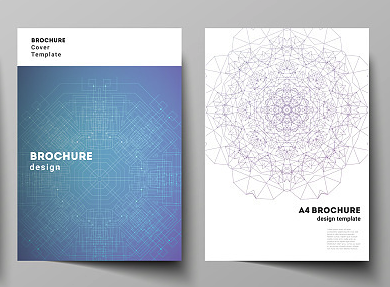 BROCHURE
Cover
Template
BROCHURE
design
A4 BROCHURE
design template